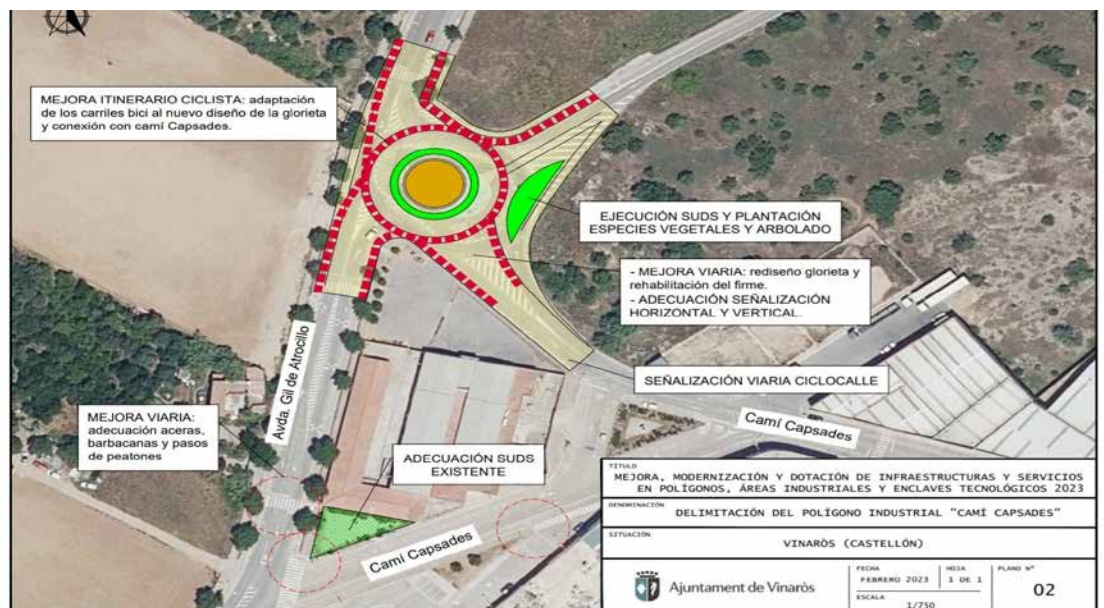 MEJORA ITINERARIO CICLISTA: adaptación
de los carriles bici al nuevo diseño de la glorieta
y conexión con camí Capsades.
EJECUCIÓN SUDS Y PLANTACIÓN
ESPECIES VEGETALES Y ARBOLADO
- MEJORA VIARIA: rediseño glorieta y
rehabilitación del firme.
- ADECUACIÓN SEÑALIZACIÓN
HORIZONTAL Y VERTICAL.
SEÑALIZACIÓN VIARIA CICLOCALLE
Avda. Gil de Atrocillo
MEJORA VIARIA:
adecuación aceras,
barbacanas y pasos
de peatones
ADECUACIÓN SUDS
EXISTENTE
Camí Capsades
Camí Capsades
TÍTULO
MEJORA, MODERNIZACIÓN Y DOTACIÓN DE INFRAESTRUCTURAS Y SERVICIOS
EN POLÍGONOS, ÁREAS INDUSTRIALES Y ENCLAVES TECNOLÓGICOS 2023
DENOMINACIÓN
DELIMITACIÓN DEL POLÍGONO INDUSTRIAL "CAMÍ CAPSADES"
SITUACIÓN
VINARÒS (CASTELLÓN)
Ajuntament de Vinaròs
FECHA
FEBRERO 2023
HOJA
1 DE 1
PLANO Nº
02
ESCALA
1/750